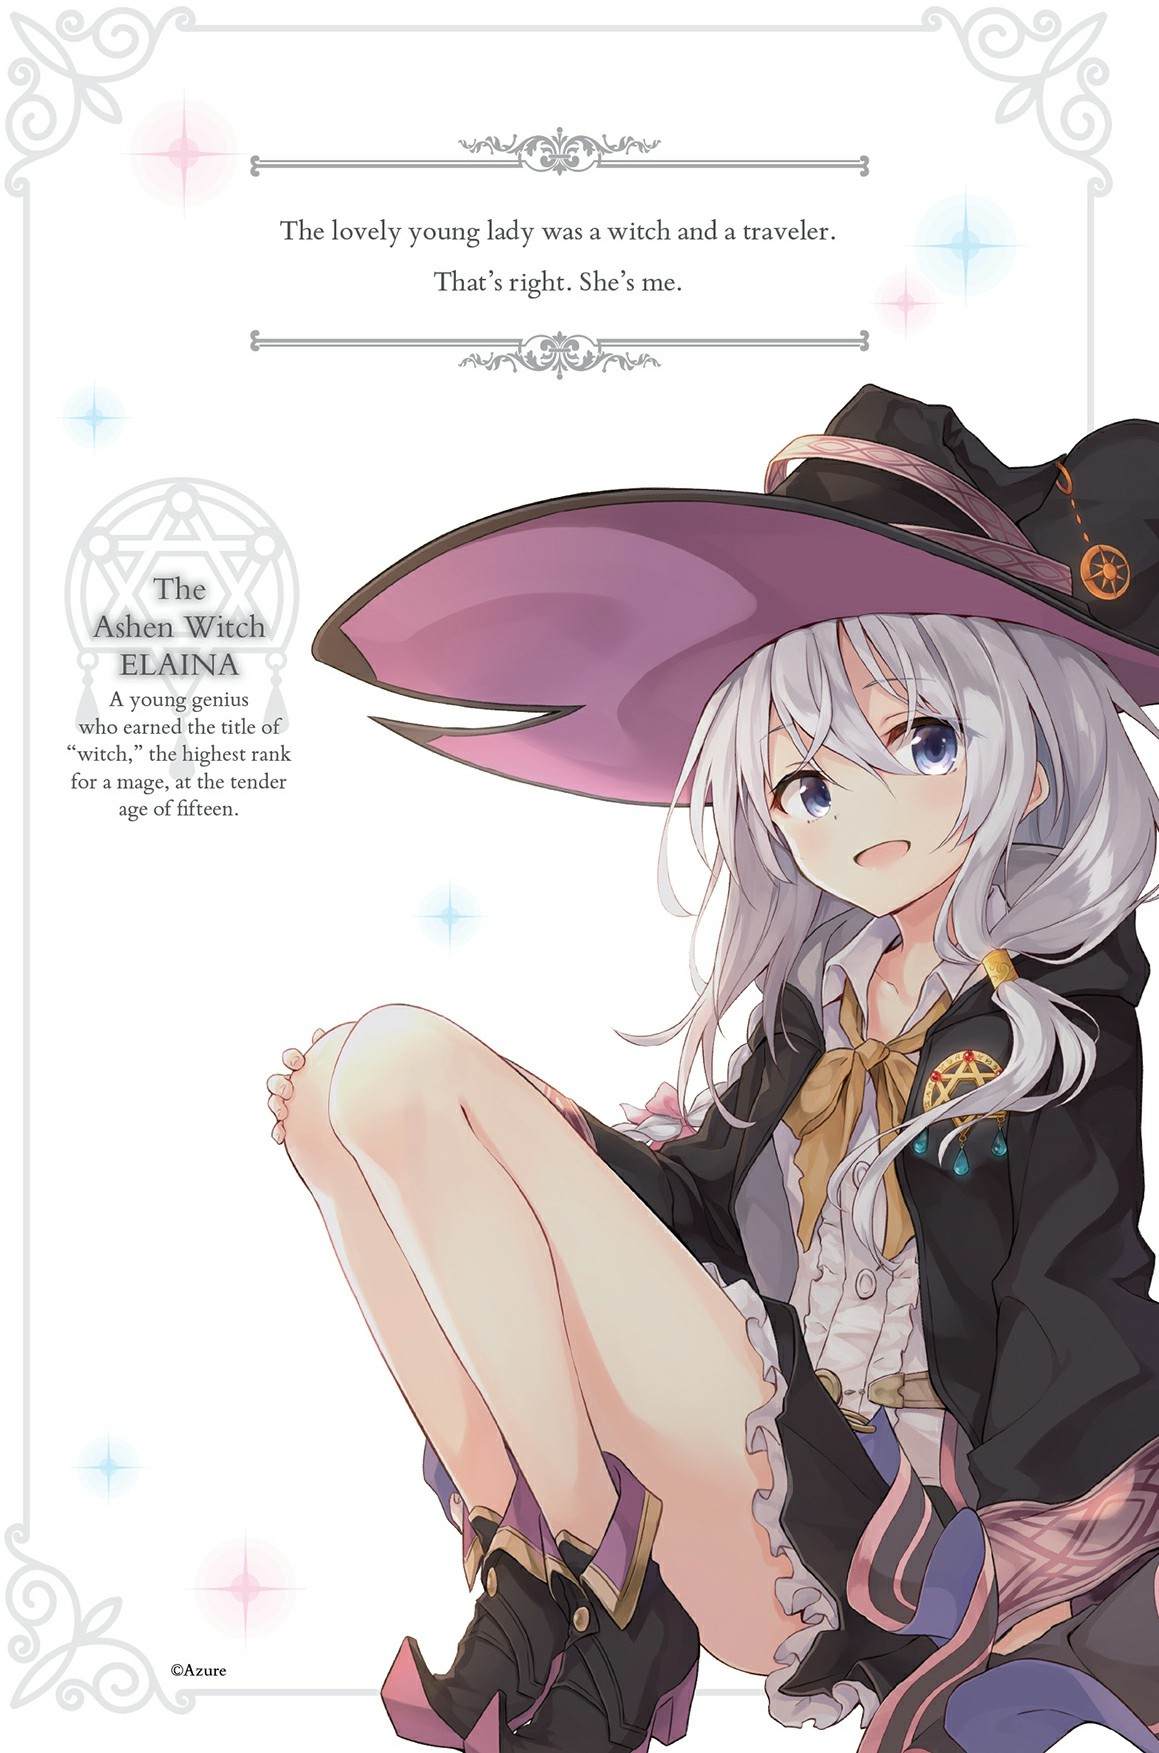 The lovely young lady was a witch and a traveler.
That’s right. She’s me.
The
Ashen Witch
ELAINA
A young genius
who earned the title of
“witch,” the highest rank
for a mage, at the tender
age of fifteen.
©Azure